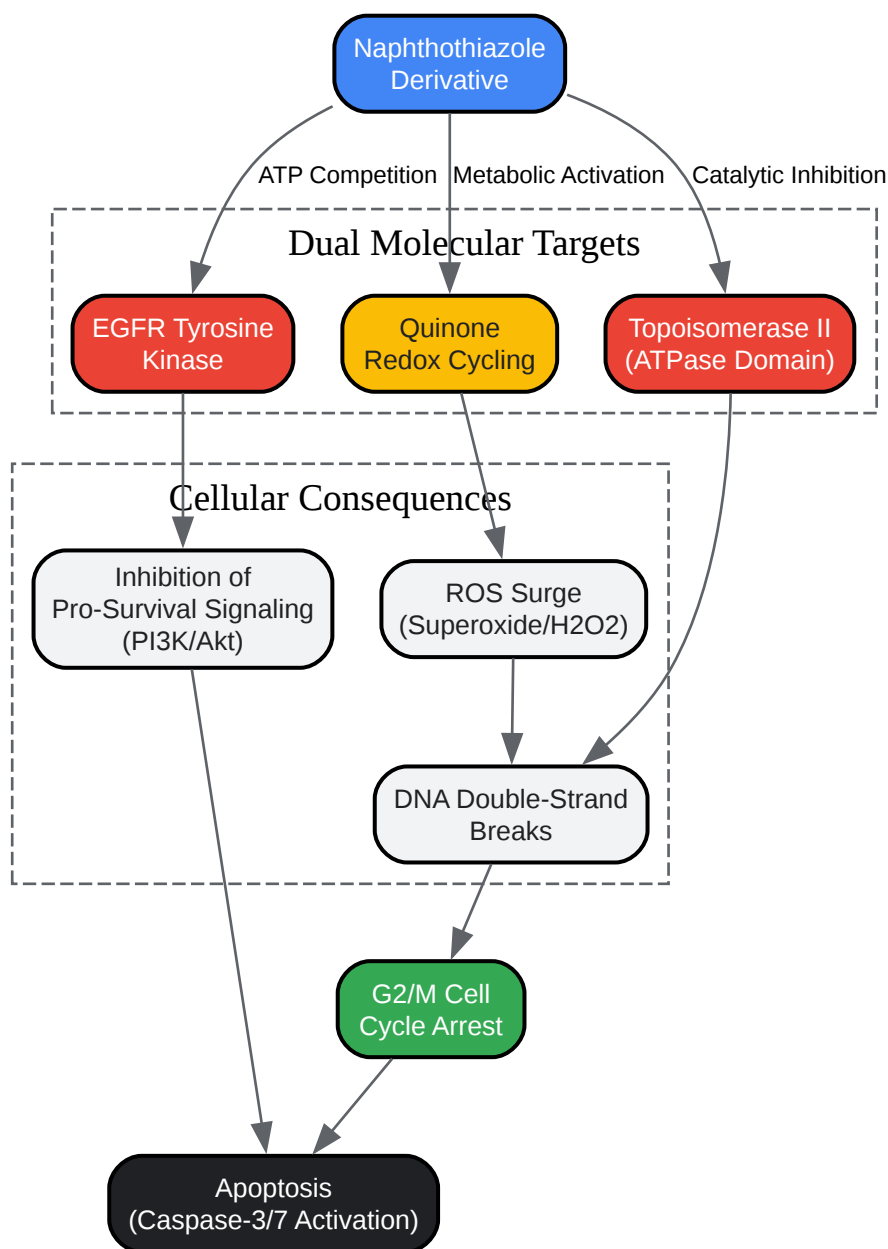 Naphthothiazole
Derivative
ATP Competition
Metabolic Activation
Catalytic Inhibition
Dual Molecular Targets
EGFR Tyrosine
Kinase
Quinone
Redox Cycling
Topoisomerase II
(ATPase Domain)
Cellular Consequences
Inhibition of
Pro-Survival Signaling
(PI3K/Akt)
ROS Surge
(Superoxide/H2O2)
DNA Double-Strand
Breaks
G2/M Cell
Cycle Arrest
Apoptosis
(Caspase-3/7 Activation)